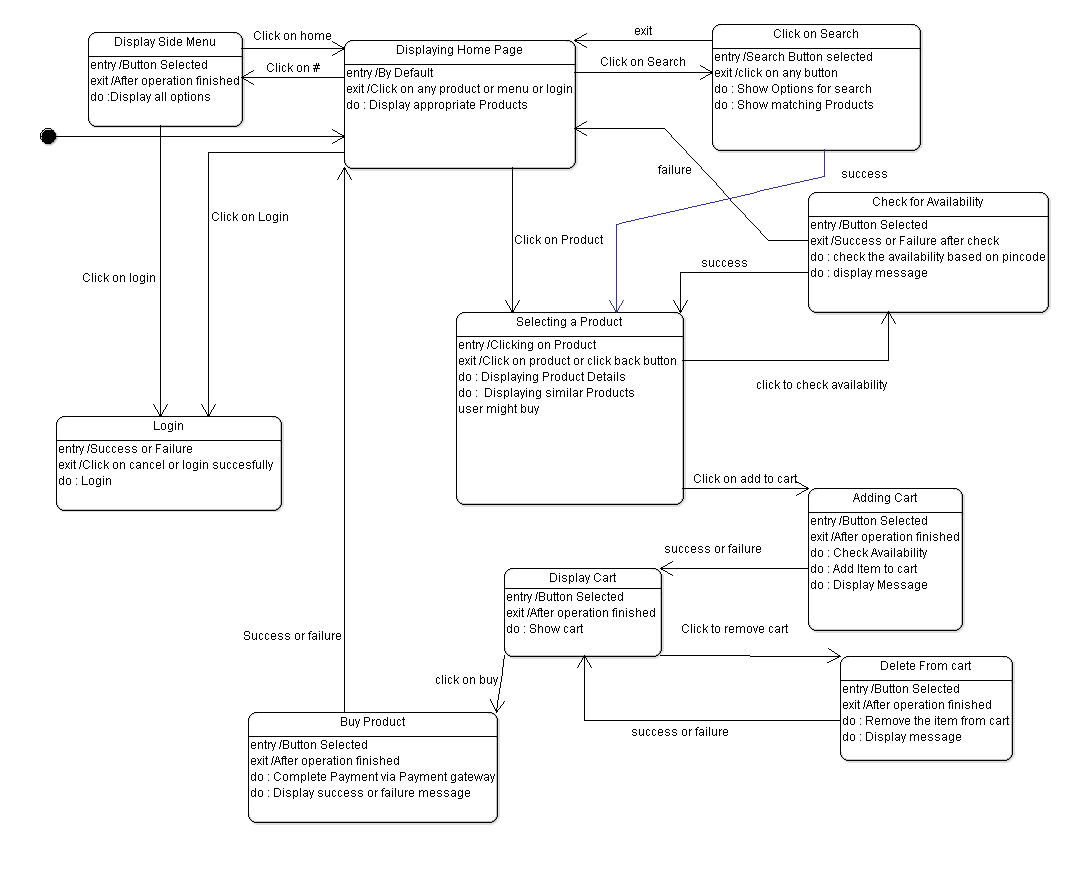 Display Side Menu
entry /Button Selected
exit /After operation finished
do :Display all options
Click on home
Click on #
Displaying Home Page
entry /By Default
exit /Click on any product or menu or login
do : Display appropriate Products
exit
Click on Search
Click on Search
entry /Search Button selected
exit /click on any button
do : Show Options for search
do : Show matching Products
failure
success
Click on Login
Click on Product
Check for Availability
entry /Button Selected
exit /Success or Failure after check
do : check the availability based on pincode
do : display message
success
Click on login
Selecting a Product
entry /Clicking on Product
exit /Click on product or click back button
do : Displaying Product Details
do : Displaying similar Products
user might buy
click to check availability
Login
entry /Success or Failure
exit /Click on cancel or login succesfully
do : Login
Click on add to cart
Adding Cart
entry /Button Selected
exit /After operation finished
do : Check Availability
do : Add Item to cart
do : Display Message
success or failure
Display Cart
entry /Button Selected
exit /After operation finished
do : Show cart
Click to remove cart
Success or failure
click on buy
Delete From cart
entry /Button Selected
exit /After operation finished
do : Remove the item from cart
do : Display message
success or failure
Buy Product
entry /Button Selected
exit /After operation finished
do : Complete Payment via Payment gateway
do : Display success or failure message